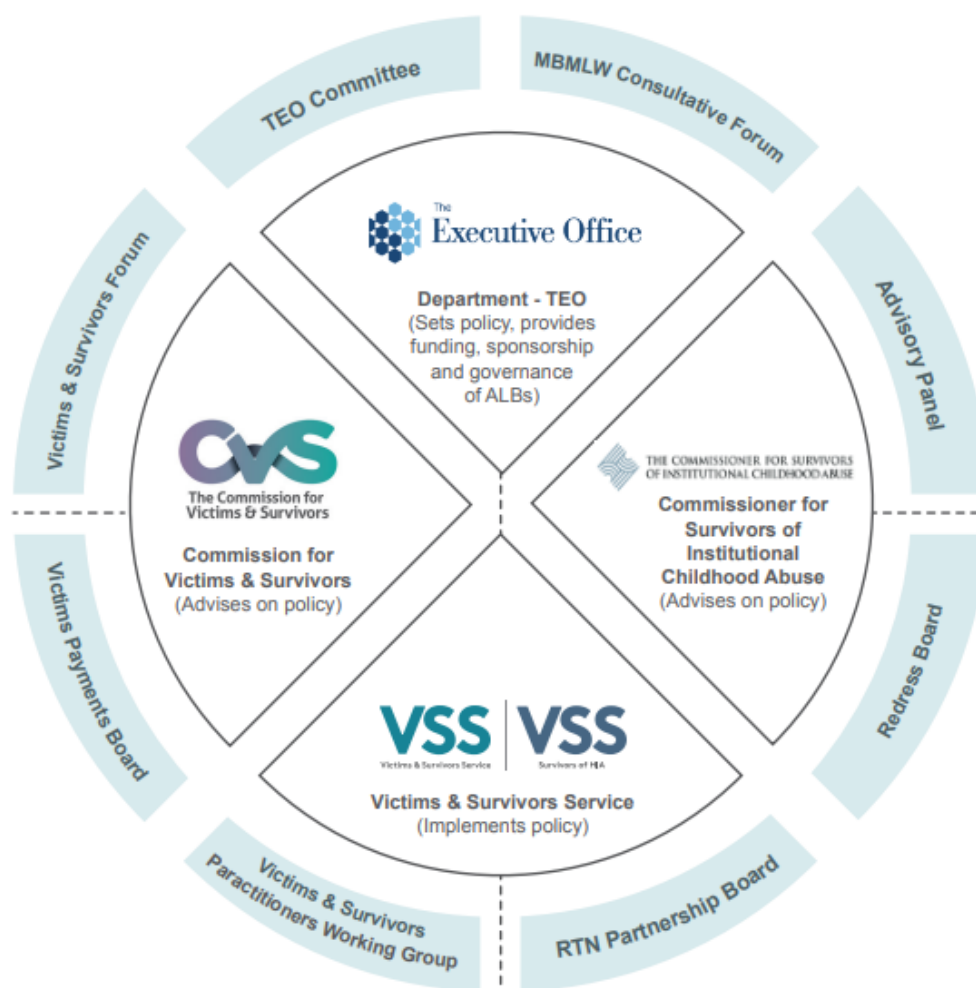 TEO Committee
MBMLW Consultative Forum
Victims & Survivors Forum
Advisory Panel
The
Executive Office
Department - TEO
(Sets policy, provides
funding, sponsorship
and governance
of ALBs)
CVS
The Commission for
Victims & Survivors
Commission for
Victims & Survivors
(Advises on policy)
THE COMMISSIONER FOR SURVIVORS
OF INSTITUTIONAL CHILDHOOD ABUSE
Commissioner for
Survivors of
Institutional
Childhood Abuse
(Advises on policy)
Victims Payments Board
Redress Board
VSS
Victims & Survivors Service
VSS
Survivors of HIA
Victims & Survivors Service
(Implements policy)
Victims & Survivors
Paractitioners Working Group
RTN Partnership Board